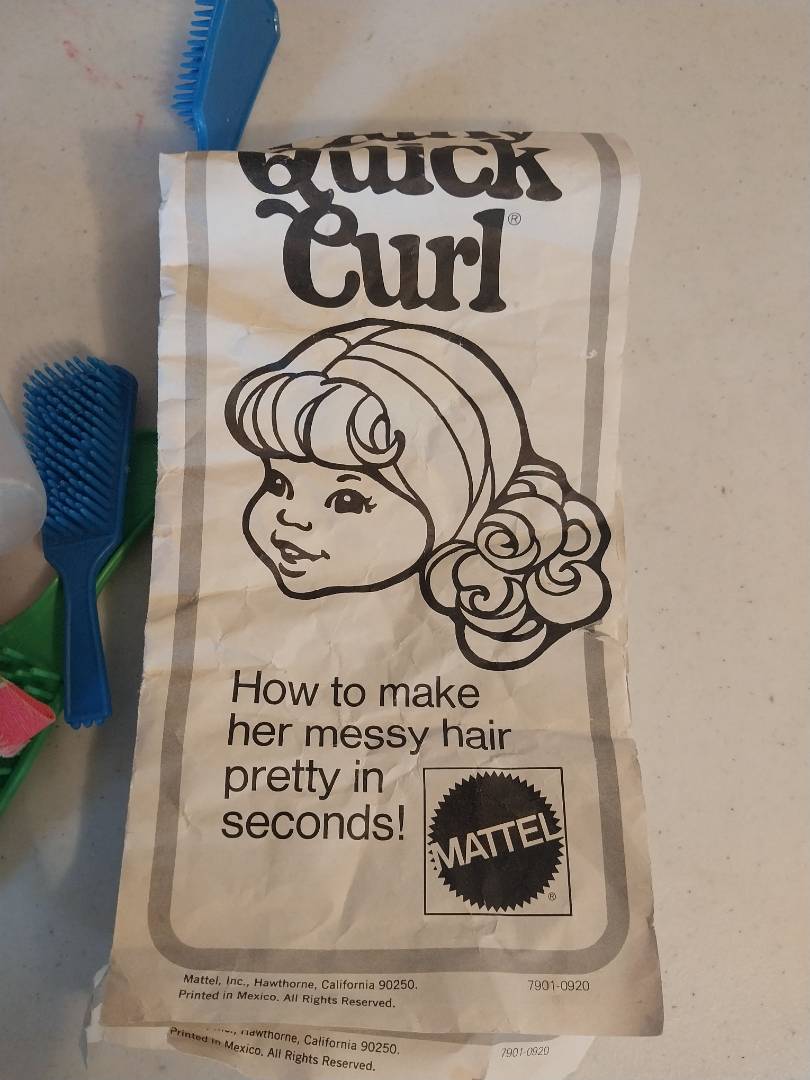 Quick
Curl®
How to make
her messy hair
pretty in
seconds!
MATTEL
®
Mattel, Inc., Hawthorne, California 90250.
Printed in Mexico. All Rights Reserved.
7901-0920
Hawthorne, California 90250.
Printed in Mexico. All Rights Reserved.
7901-0920